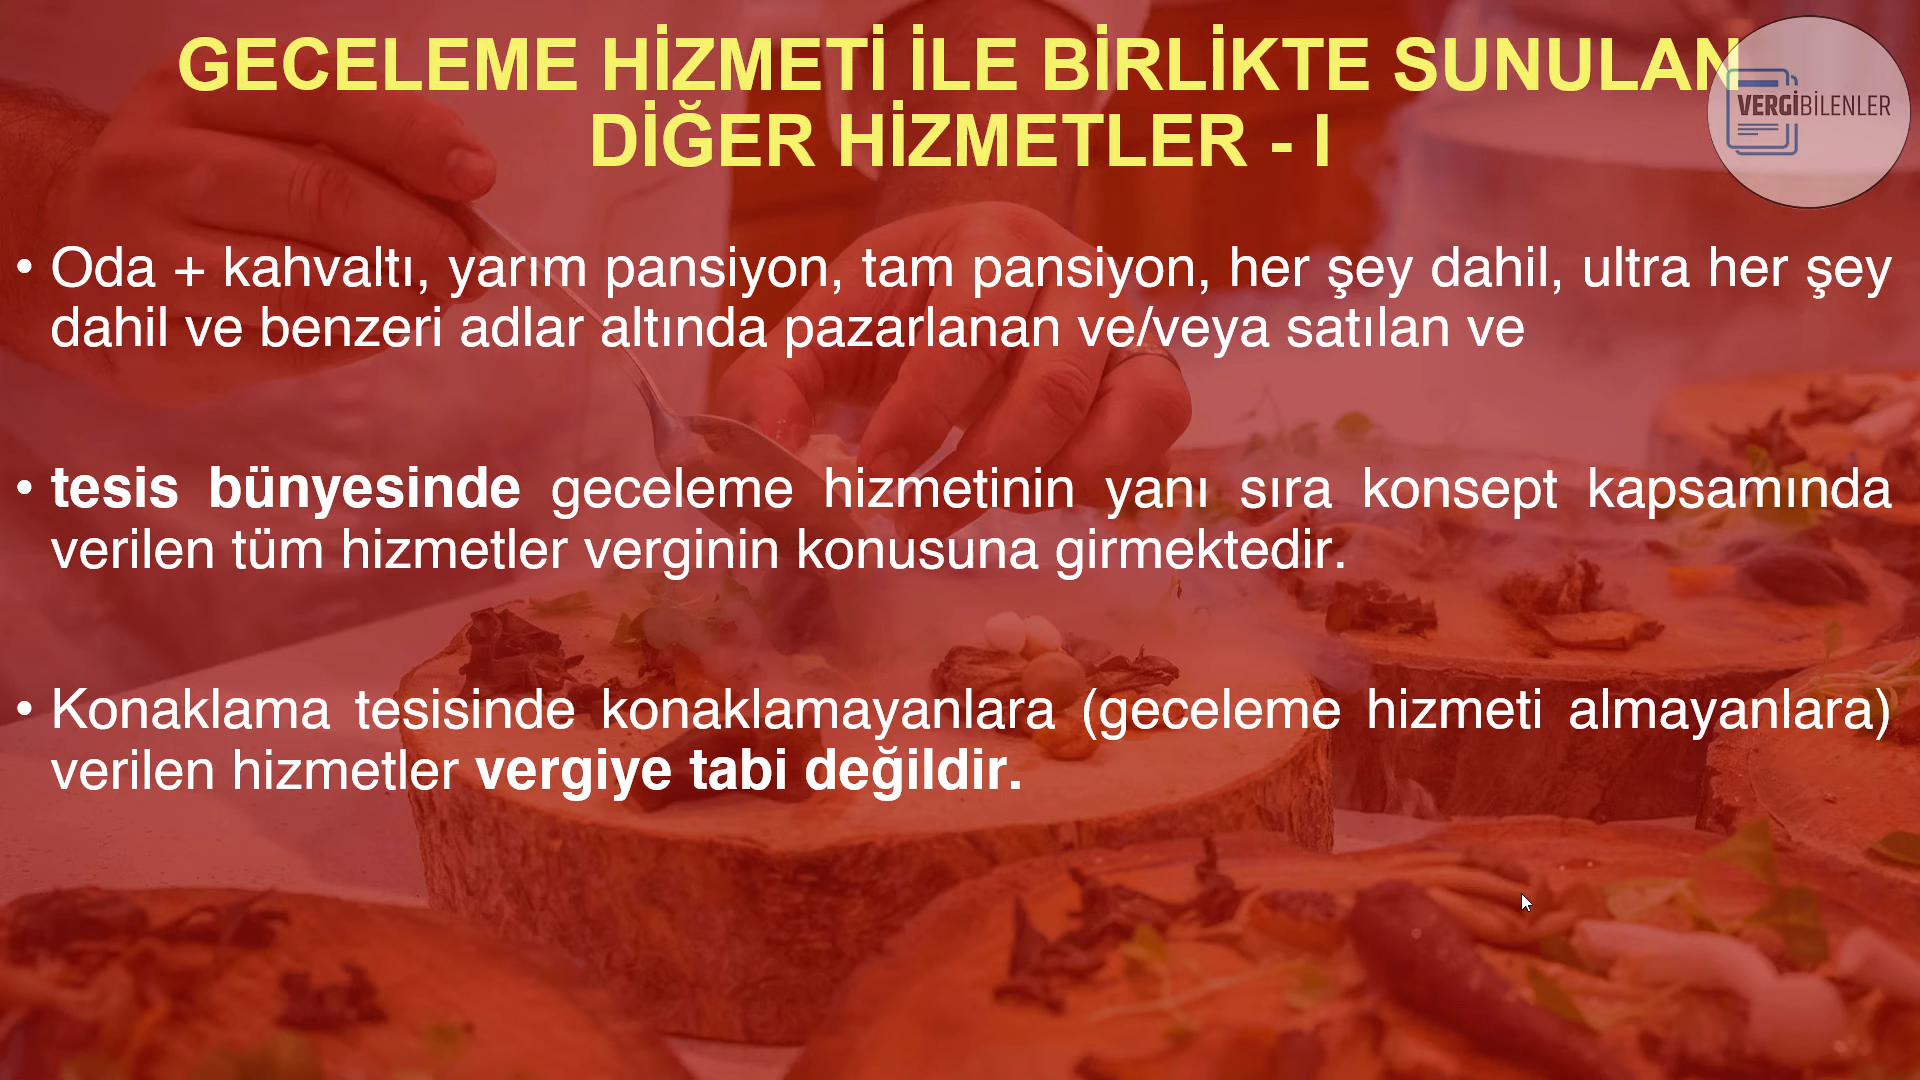 GECELEME HİZMETİ İLE BİRLİKTE SUNULAN
DİĞER HİZMETLER - I
VERGİBİLENLER
• Oda + kahvaltı, yarım pansiyon, tam pansiyon, her şey dahil, ultra her şey
dahil ve benzeri adlar altında pazarlanan ve/veya satılan ve
• tesis bünyesinde geceleme hizmetinin yanı sıra konsept kapsamında
verilen tüm hizmetler verginin konusuna girmektedir.
• Konaklama tesisinde konaklamayanlara (geceleme hizmeti almayanlara)
verilen hizmetler vergiye tabi değildir.